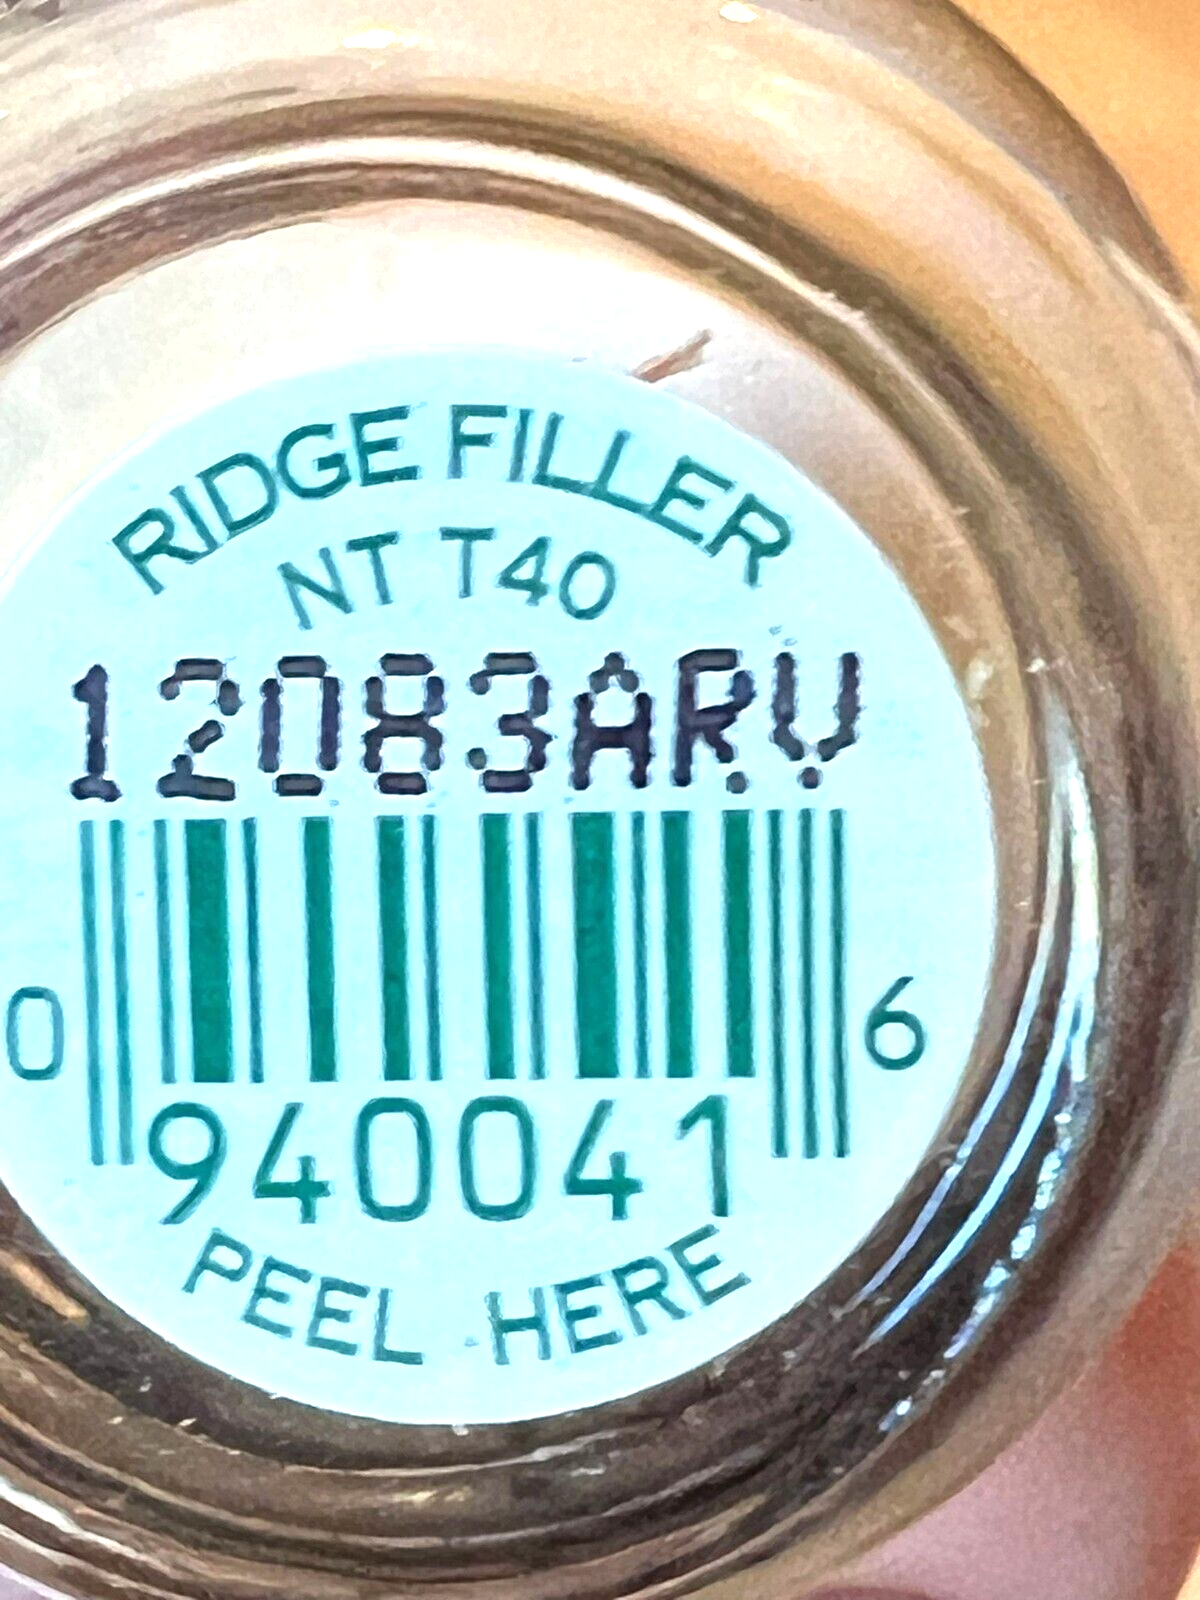 RIDGE FILLER
NT T40
12083ARV
0 940041 6
PEEL HERE